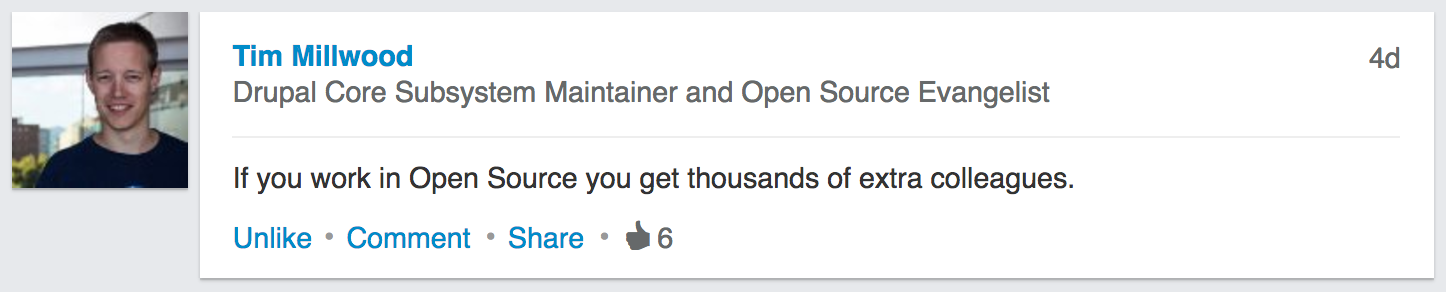 Tim Millwood
4d
Drupal Core Subsystem Maintainer and Open Source Evangelist
If you work in Open Source you get thousands of extra colleagues.
Unlike • Comment • Share • 6